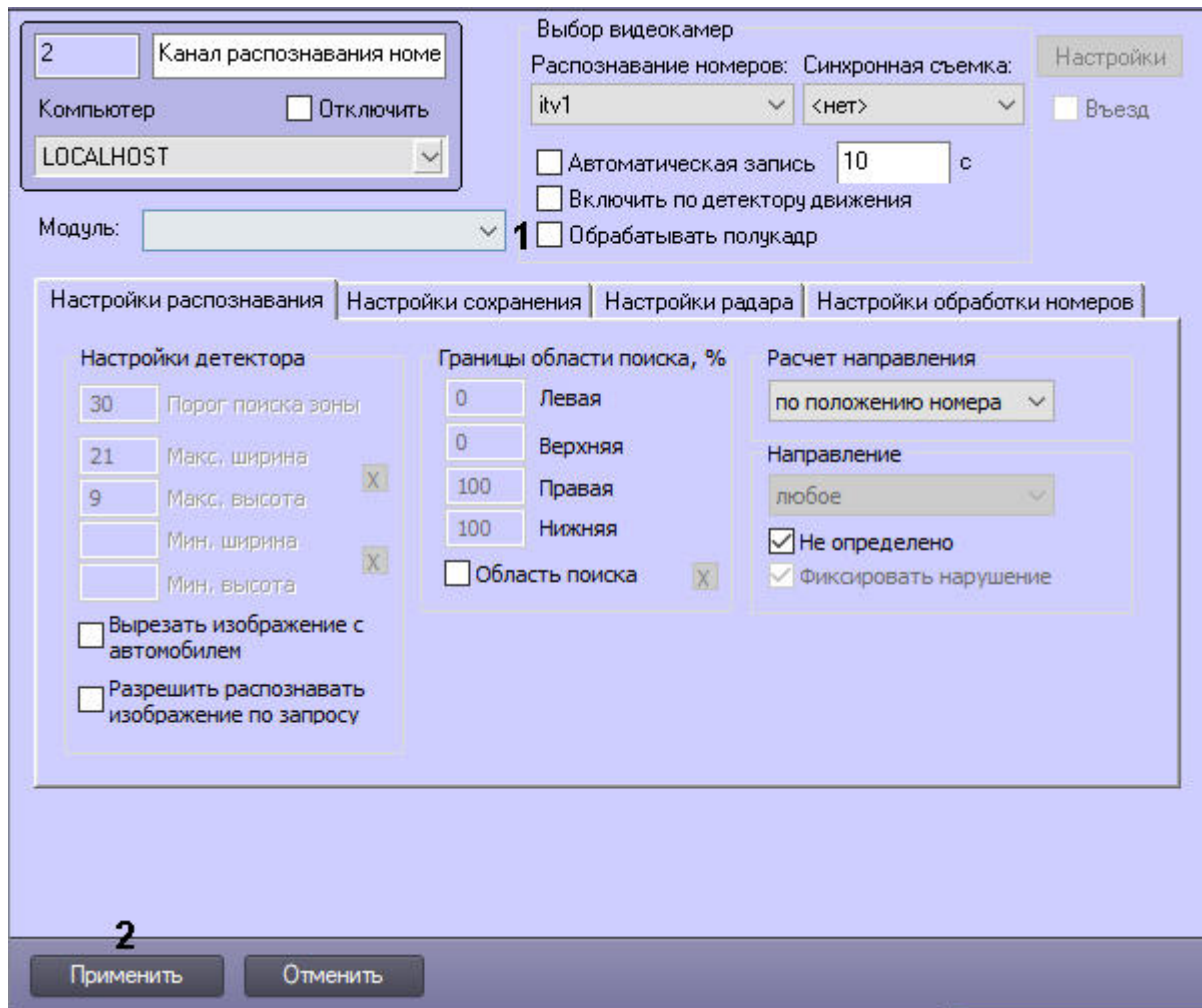 2 Канал распознавания номе
Компьютер Отключить
LOCALHOST
Модуль:
Выбор видеокамер
Распознавание номеров: Синхронная съемка:
itv1 <нет>
Автоматическая запись 10 с
Включить по детектору движения
1 Обрабатывать полукадр
Настройки
Въезд
Настройки распознавания Настройки сохранения Настройки радара Настройки обработки номеров
Настройки детектора
30 Порог поиска зоны
21 Макс. ширина
9 Макс. высота
X
Мин. ширина
Мин. высота
X
Вырезать изображение с
автомобилем
Разрешить распознавать
изображение по запросу
Границы области поиска, %
0 Левая
0 Верхняя
100 Правая
100 Нижняя
Область поиска X
Расчет направления
по положению номера
Направление
любое
Не определено
Фиксировать нарушение
2
Применить Отменить